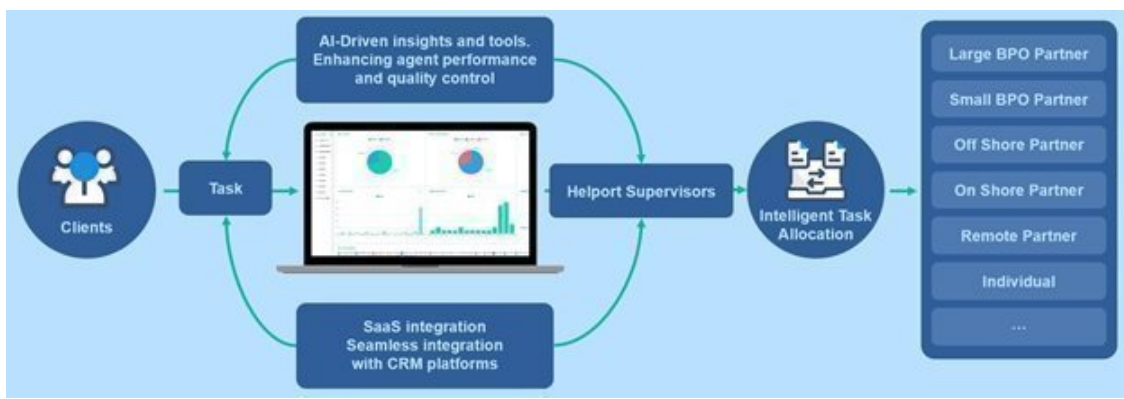 AI-Driven insights and tools.
Enhancing agent performance
and quality control
Clients
Task
Helport Supervisors
Intelligent Task
Allocation
SaaS integration
Seamless integration
with CRM platforms
Large BPO Partner
Small BPO Partner
Off Shore Partner
On Shore Partner
Remote Partner
Individual
...